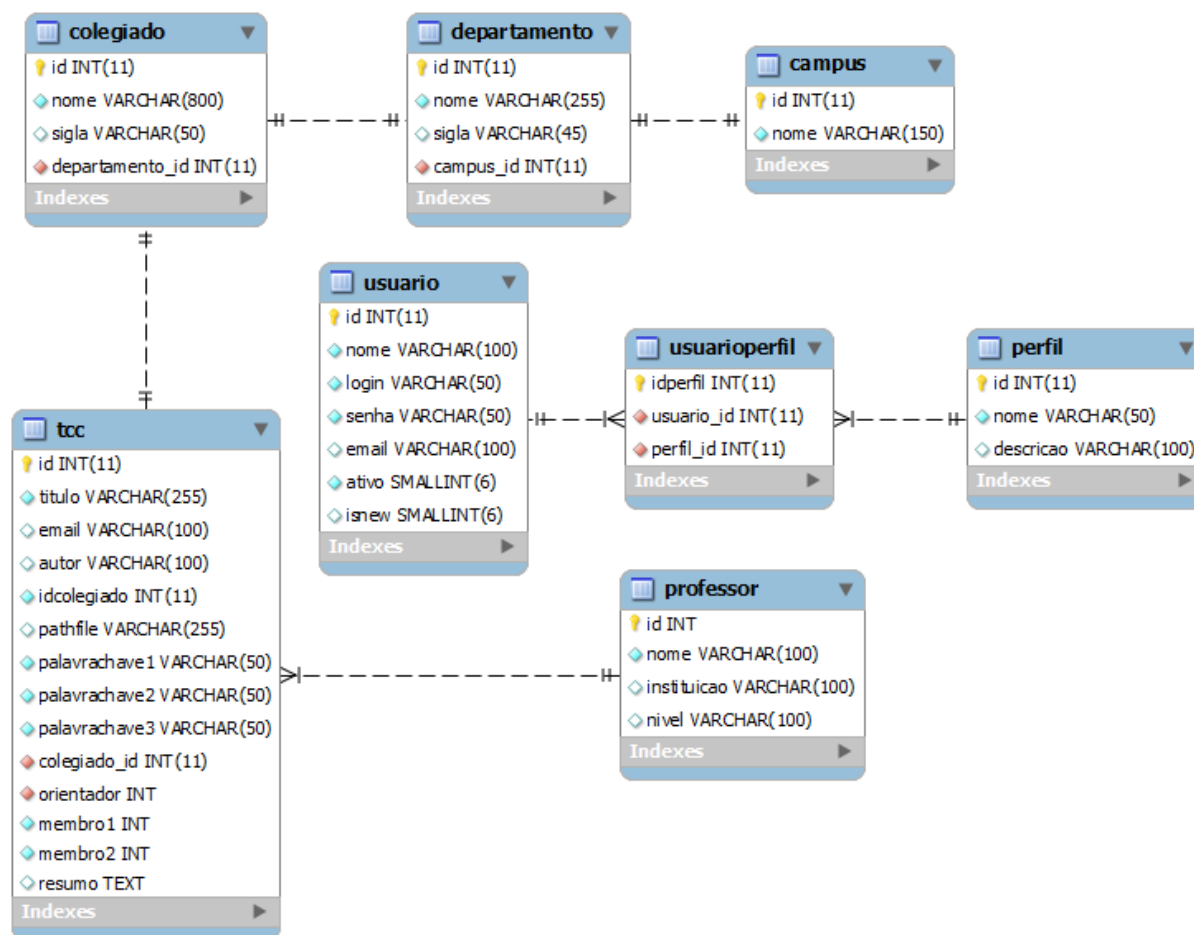 colegiado
id INT(11)
nome VARCHAR(800)
sigla VARCHAR(50)
departamento_id INT(11)
Indexes
departamento
id INT(11)
nome VARCHAR(255)
sigla VARCHAR(45)
campus_id INT(11)
Indexes
campus
id INT(11)
nome VARCHAR(150)
Indexes
usuario
id INT(11)
nome VARCHAR(100)
login VARCHAR(50)
senha VARCHAR(50)
email VARCHAR(100)
ativo SMALLINT(6)
isnew SMALLINT(6)
Indexes
usuarioperfil
idperfil INT(11)
usuario_id INT(11)
perfil_id INT(11)
Indexes
perfil
id INT(11)
nome VARCHAR(50)
descricao VARCHAR(100)
Indexes
tcc
id INT(11)
titulo VARCHAR(255)
email VARCHAR(100)
autor VARCHAR(100)
idcolegiado INT(11)
pathfile VARCHAR(255)
palavrachave1 VARCHAR(50)
palavrachave2 VARCHAR(50)
palavrachave3 VARCHAR(50)
colegiado_id INT(11)
orientador INT
membro1 INT
membro2 INT
resumo TEXT
Indexes
professor
id INT
nome VARCHAR(100)
instituicao VARCHAR(100)
nivel VARCHAR(100)
Indexes